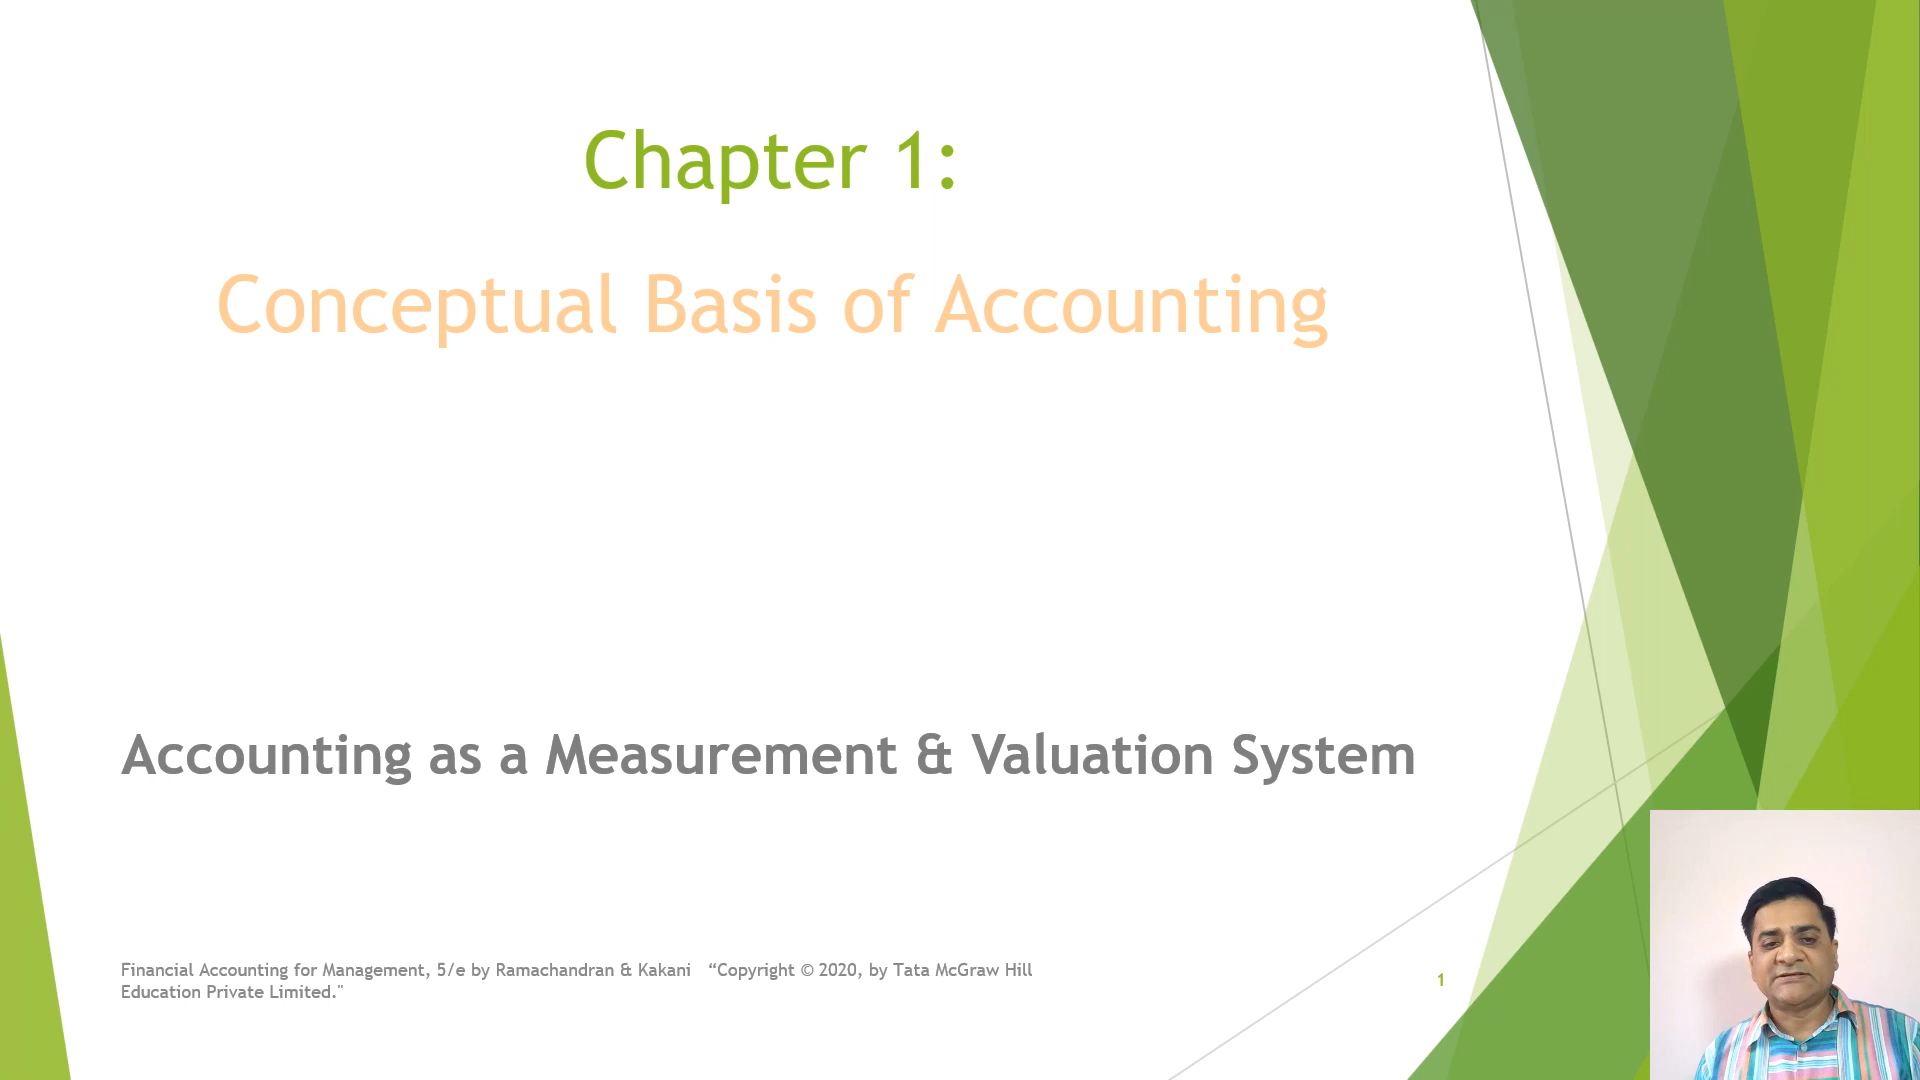 Chapter 1:
Conceptual Basis of Accounting
Accounting as a Measurement & Valuation System
Financial Accounting for Management, 5/e by Ramachandran & Kakani “Copyright © 2020, by Tata McGraw Hill
Education Private Limited."
1